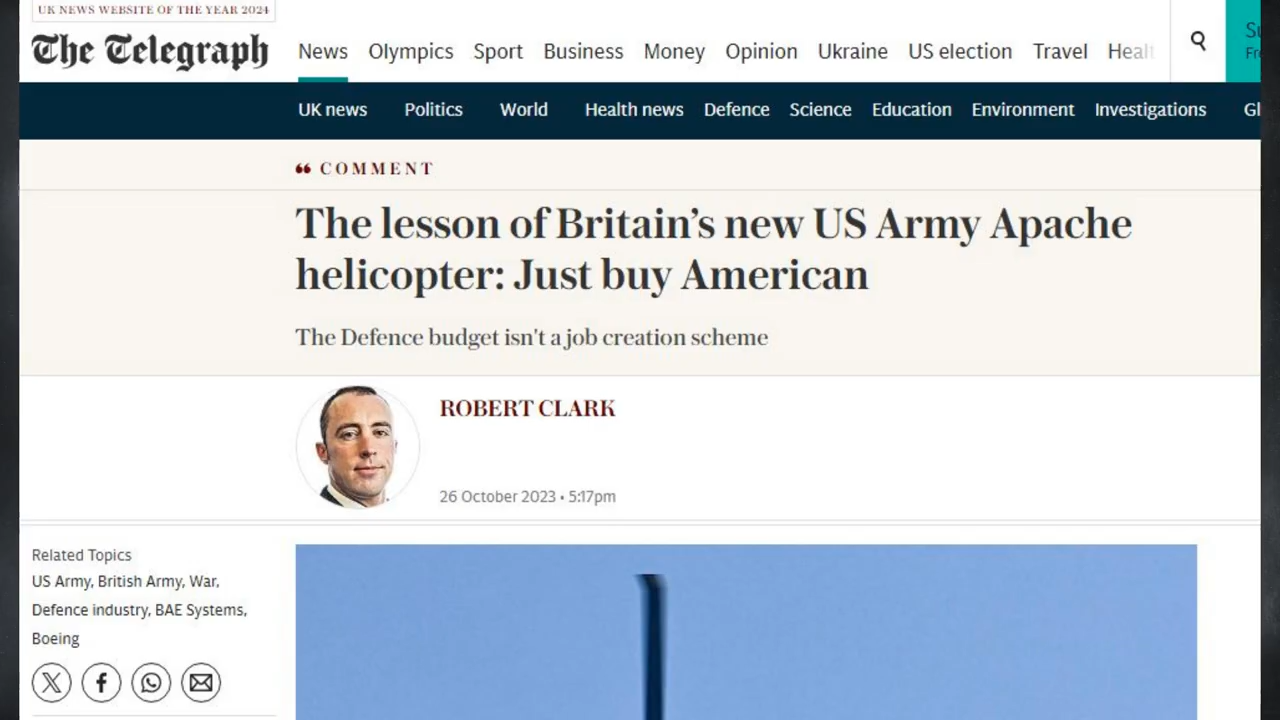 UK NEWS WEBSITE OF THE YEAR 2024
The Telegraph
News Olympics Sport Business Money Opinion Ukraine US election Travel
UK news Politics World Health news Defence Science Education Environment Investigations
COMMENT
The lesson of Britain's new US Army Apache
helicopter: Just buy American
The Defence budget isn't a job creation scheme
ROBERT CLARK
26 October 2023 • 5:17pm
Related Topics
US Army, British Army, War,
Defence industry, BAE Systems,
Boeing